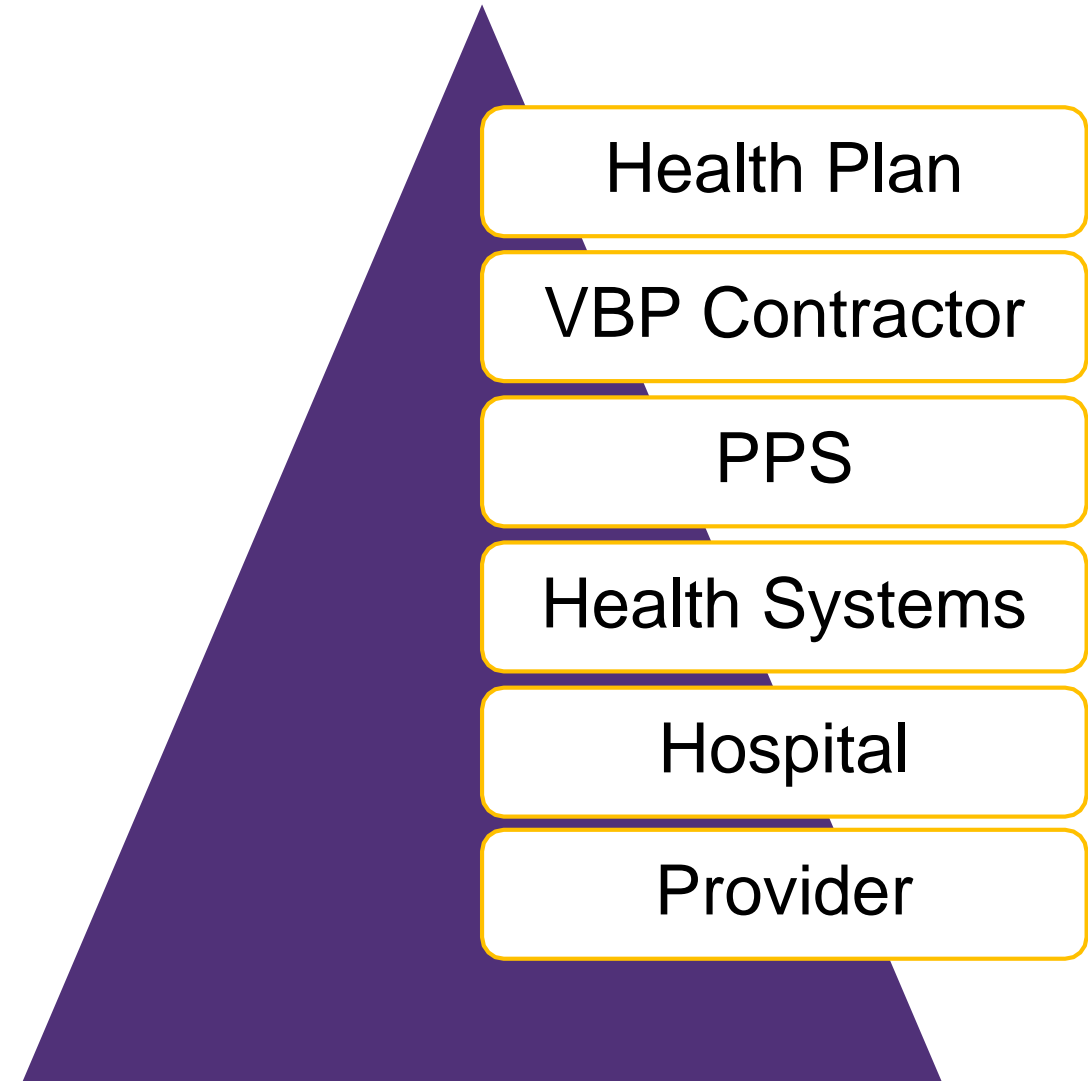 Health Plan
VBP Contractor
PPS
Health Systems
Hospital
Provider